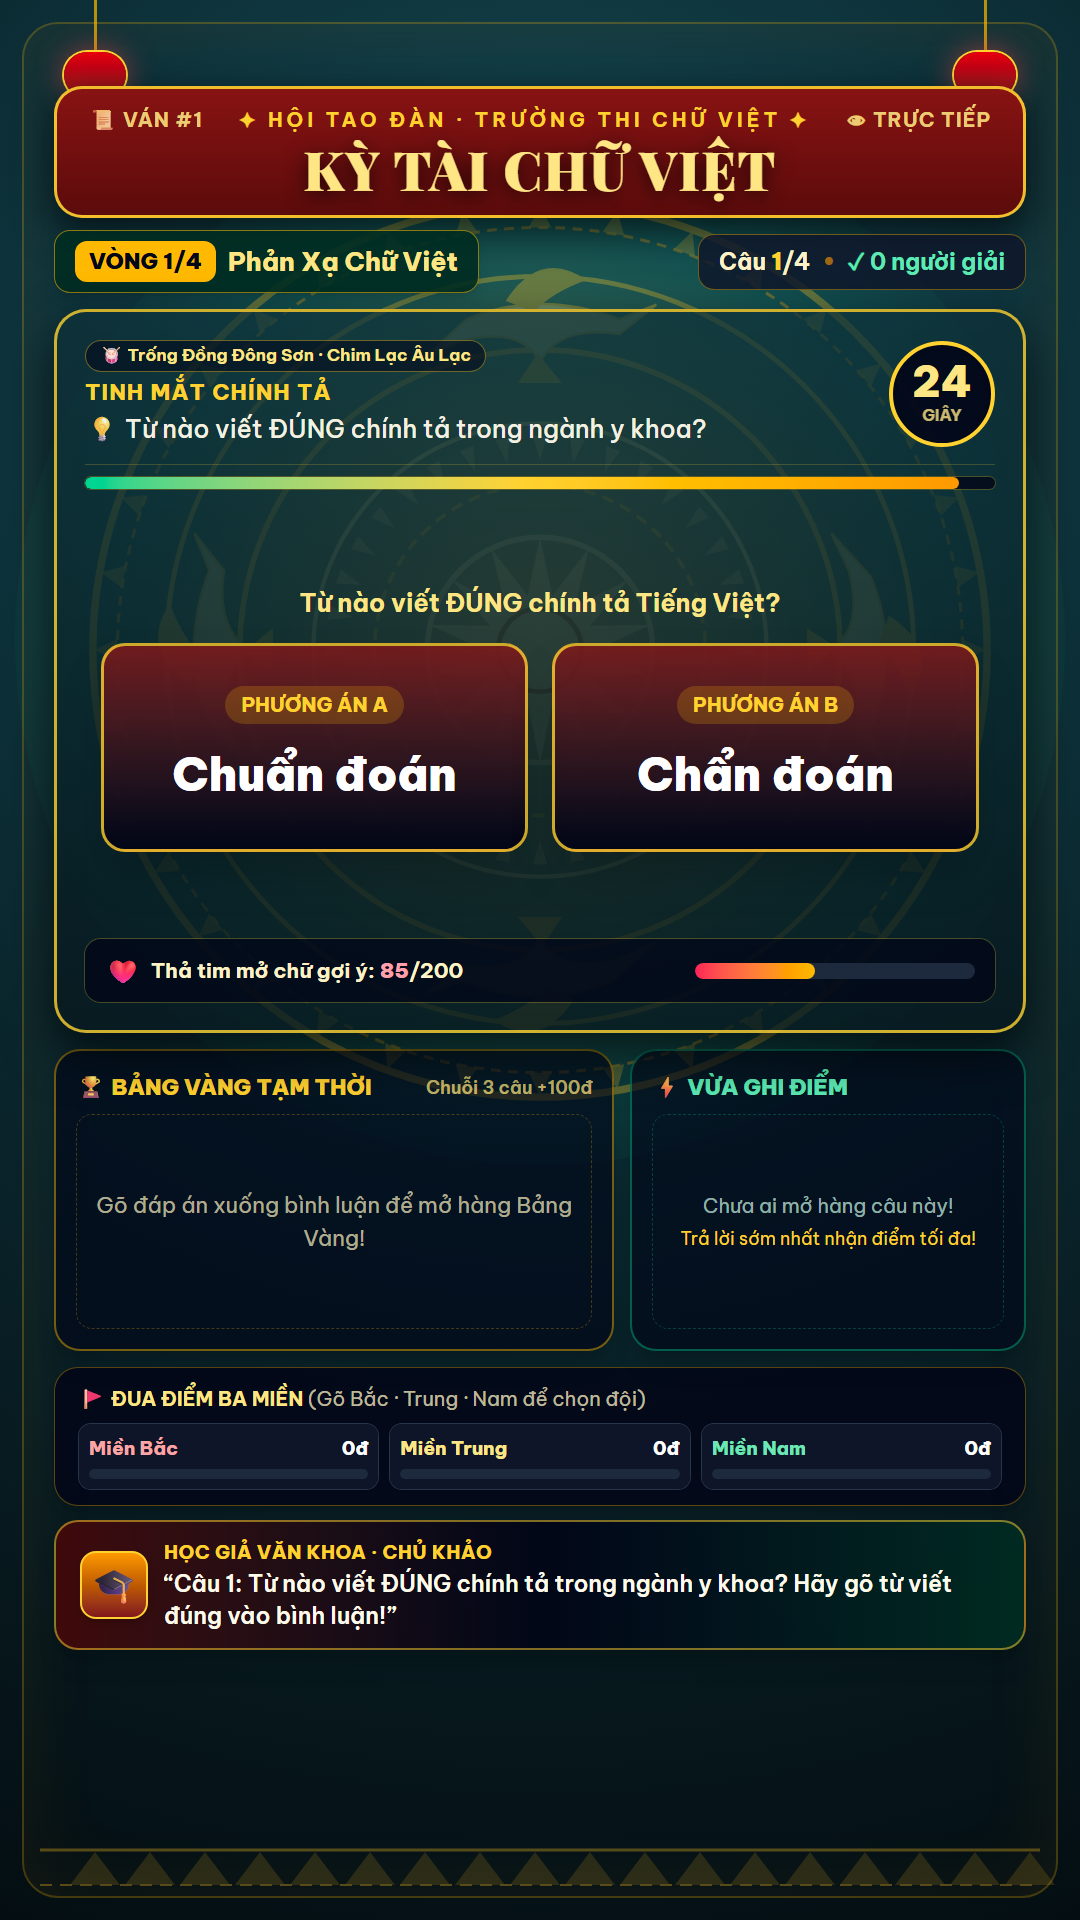 VÁN #1
✦ HỘI TAO ĐÀN · TRƯỜNG THI CHỮ VIỆT ✦
TRỰC TIẾP
KỲ TÀI CHỮ VIỆT
VÒNG 1/4
Phản Xạ Chữ Việt
Câu 1/4 • ✓ 0 người giải
Trống Đồng Đông Sơn · Chim Lạc Âu Lạc
TINH MẮT CHÍNH TẢ
Từ nào viết ĐÚNG chính tả trong ngành y khoa?
24
GIÂY
Từ nào viết ĐÚNG chính tả Tiếng Việt?
PHƯƠNG ÁN A
Chuẩn đoán
PHƯƠNG ÁN B
Chẩn đoán
Thả tim mở chữ gợi ý: 85/200
BẢNG VÀNG TẠM THỜI
Chuỗi 3 câu +100đ
Gõ đáp án xuống bình luận để mở hàng Bảng
Vàng!
VỪA GHI ĐIỂM
Chưa ai mở hàng câu này!
Trả lời sớm nhất nhận điểm tối đa!
ĐUA ĐIỂM BA MIỀN (Gõ Bắc · Trung · Nam để chọn đội)
Miền Bắc 0đ
Miền Trung 0đ
Miền Nam 0đ
HỌC GIẢ VĂN KHOA · CHỦ KHẢO
“Câu 1: Từ nào viết ĐÚNG chính tả trong ngành y khoa? Hãy gõ từ viết
đúng vào bình luận!”